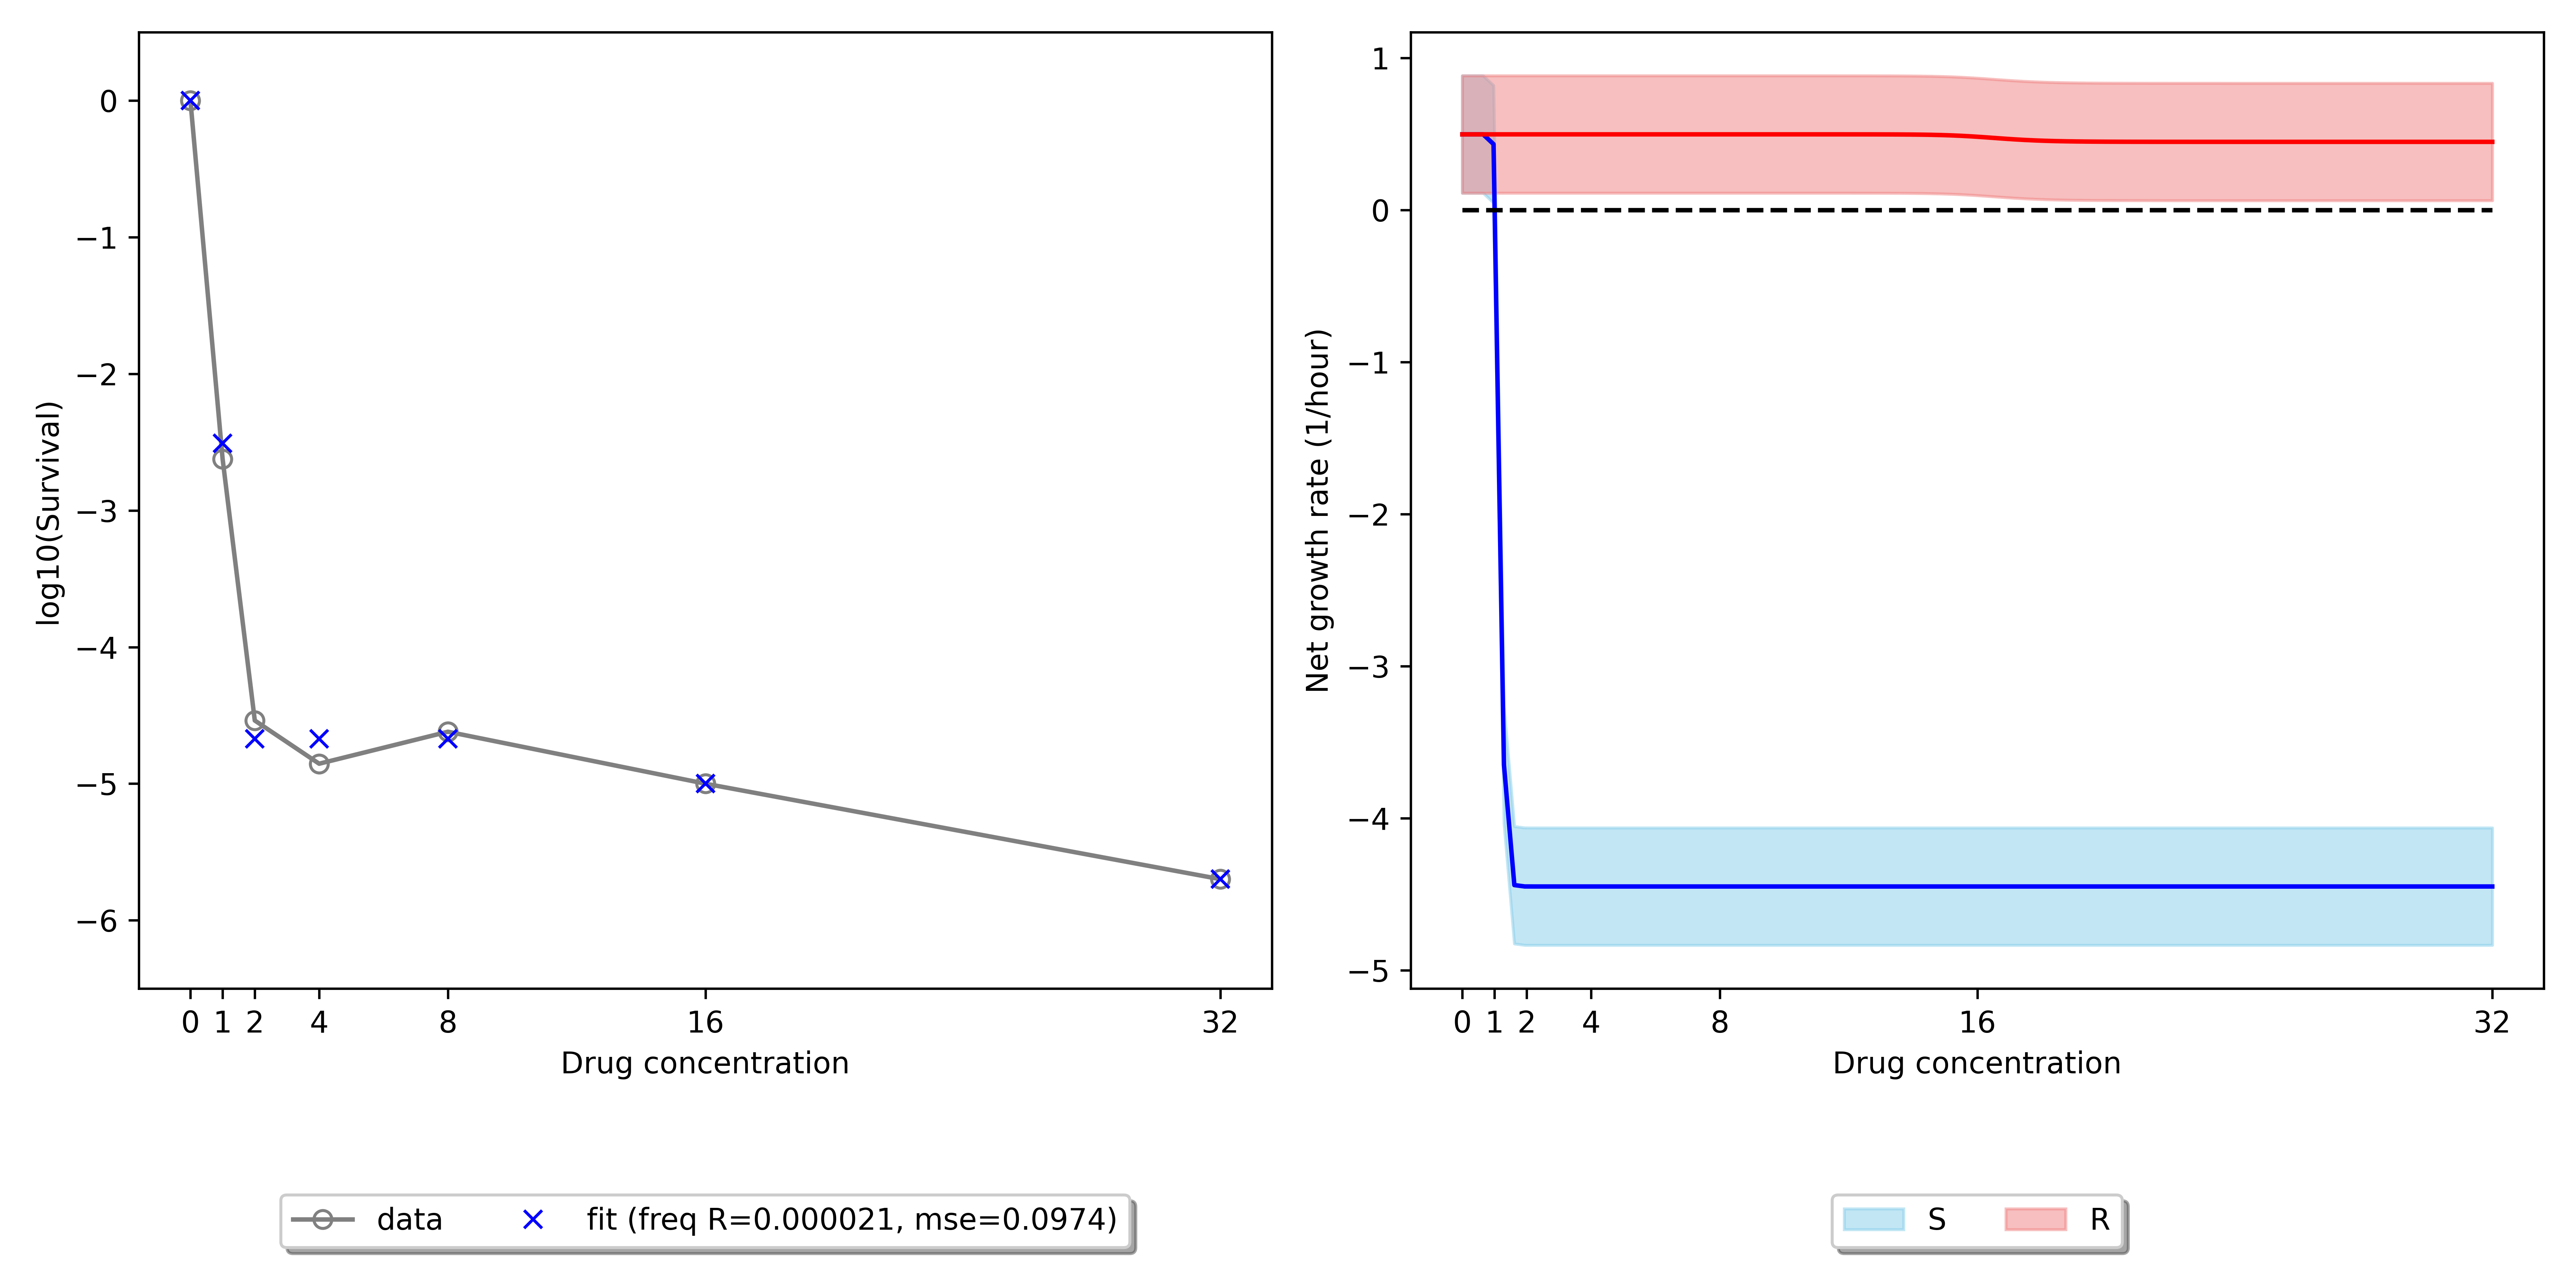 log10(Survival)
0
−1
−2
−3
−4
−5
−6
0 1 2 4 8 16 32
Drug concentration
data
fit (freq R=0.000021, mse=0.0974)
Net growth rate (1/hour)
1
0
−1
−2
−3
−4
−5
0 1 2 4 8 16 32
Drug concentration
S
R